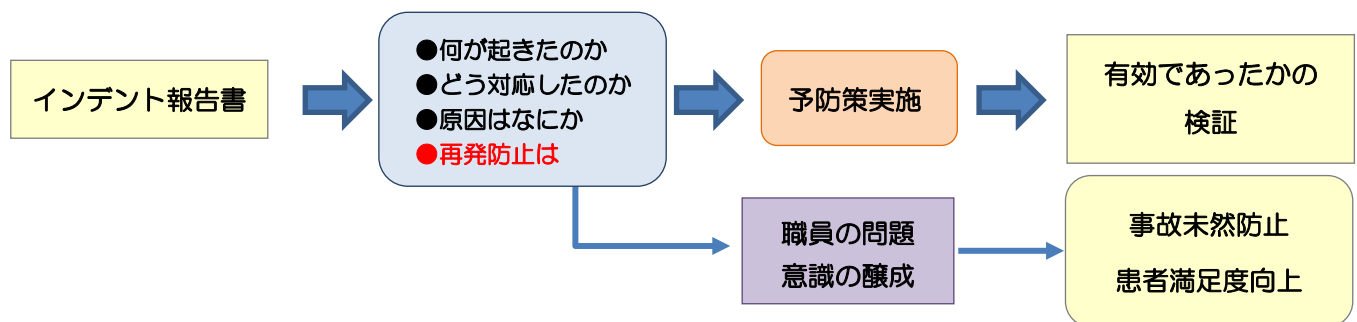 インデント報告書
●何が起きたのか
●どう対応したのか
●原因はなにか
●再発防止は
予防策実施
有効であったかの
検証
職員の問題
意識の醸成
事故未然防止
患者満足度向上